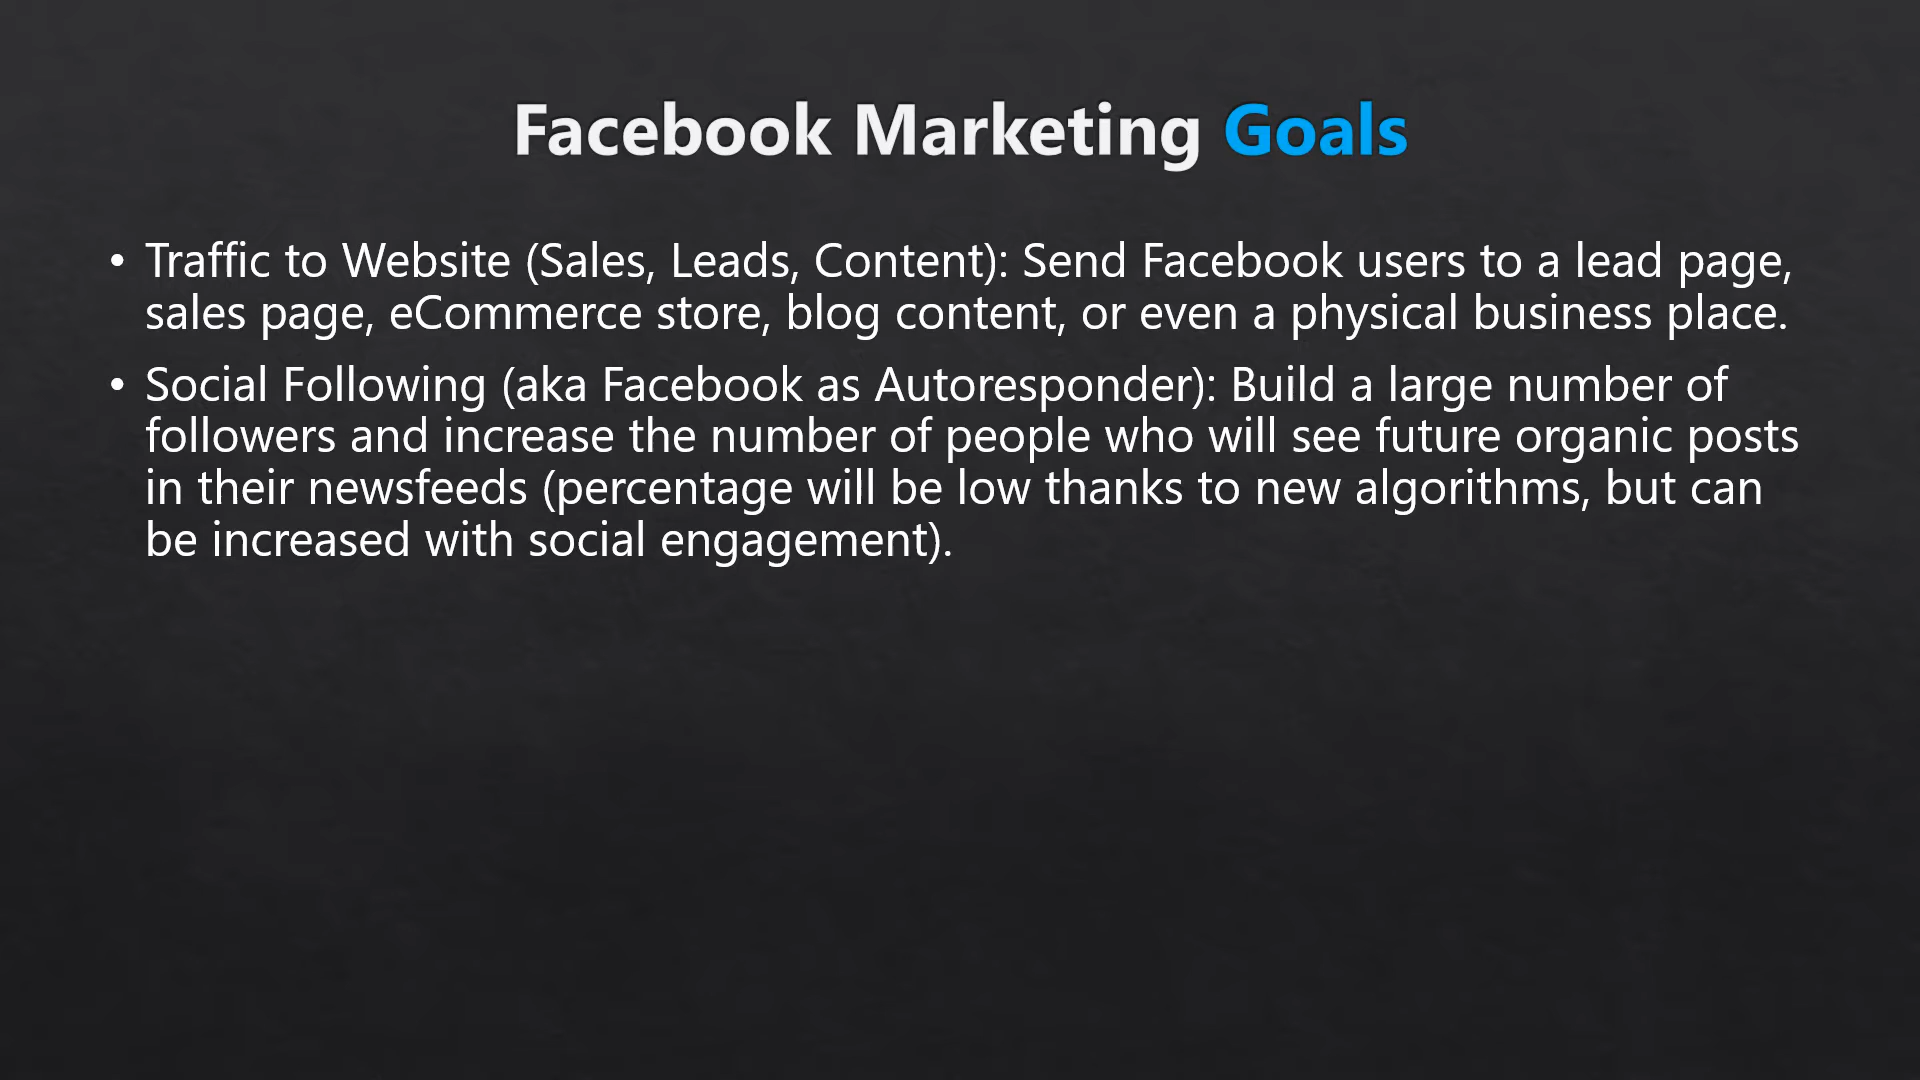 Facebook Marketing Goals
• Traffic to Website (Sales, Leads, Content): Send Facebook users to a lead page,
sales page, eCommerce store, blog content, or even a physical business place.
• Social Following (aka Facebook as Autoresponder): Build a large number of
followers and increase the number of people who will see future organic posts
in their newsfeeds (percentage will be low thanks to new algorithms, but can
be increased with social engagement).